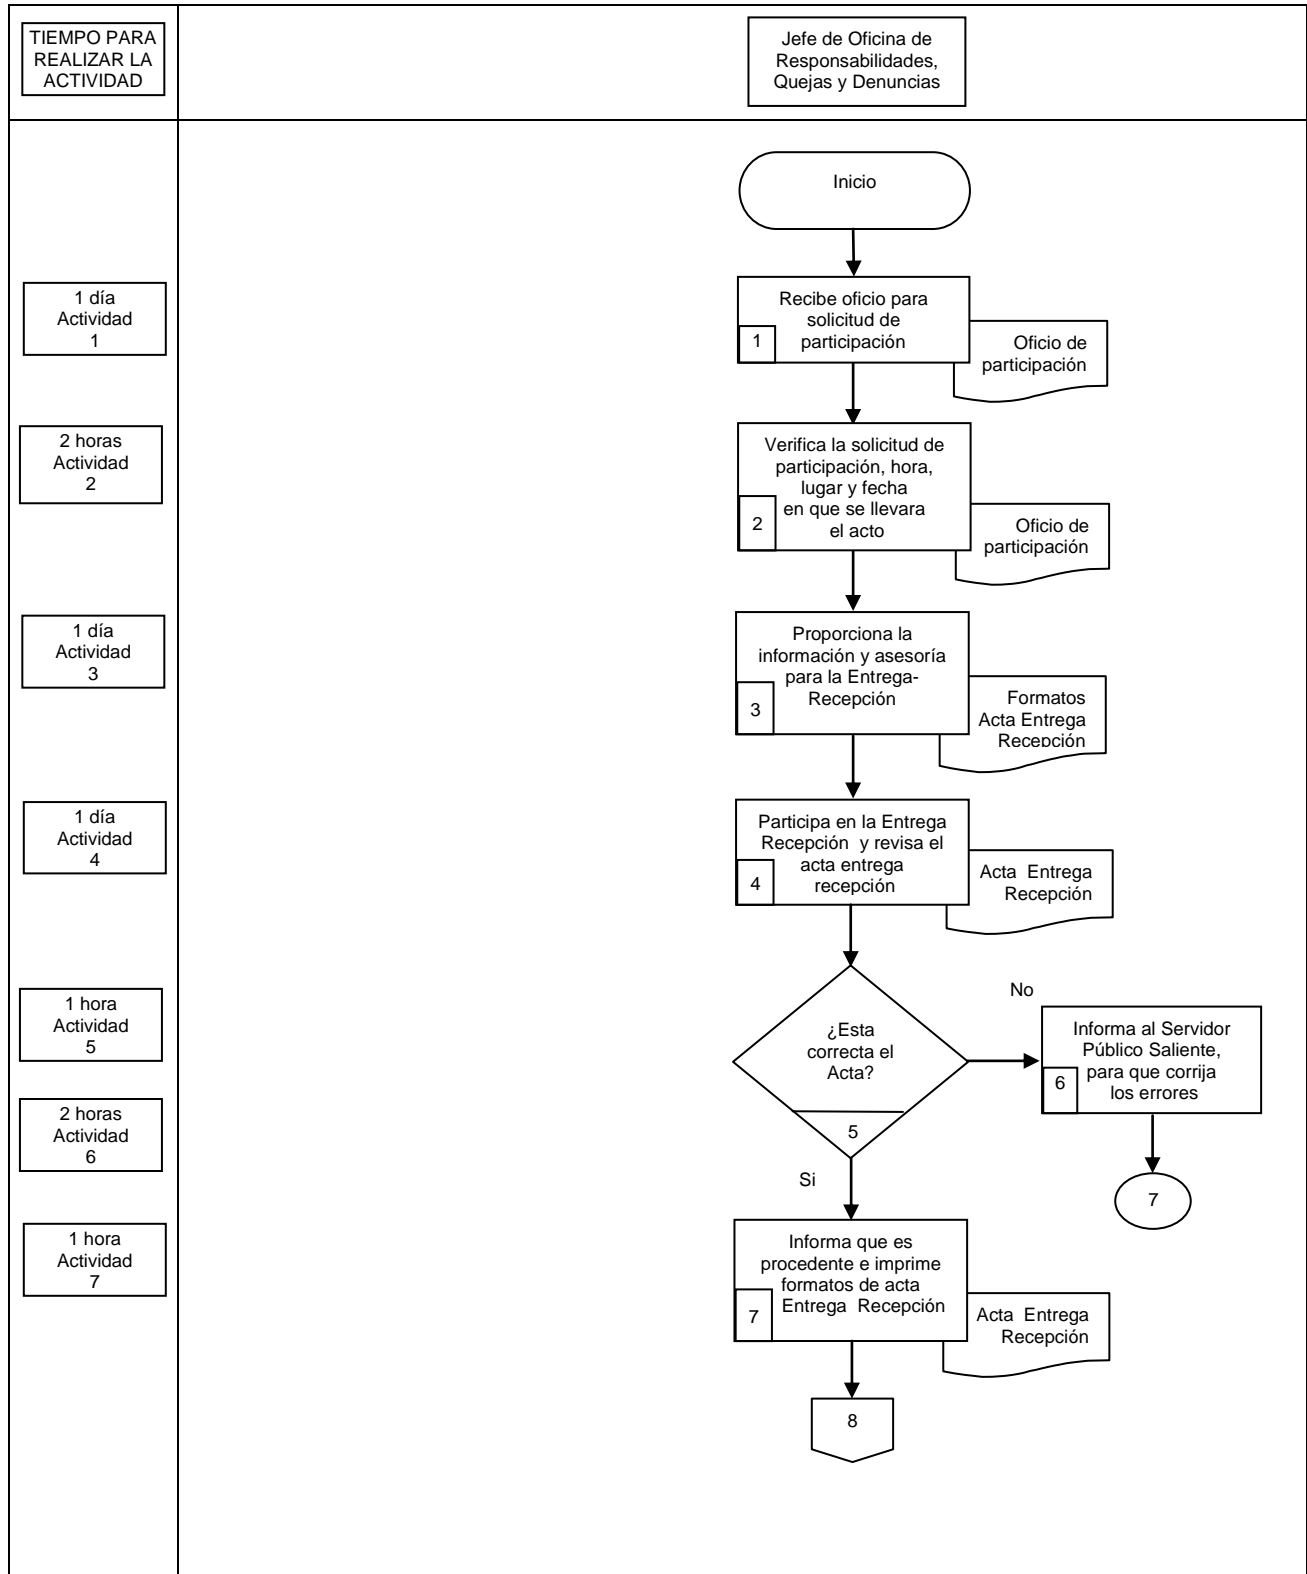 TIEMPO PARA
REALIZAR LA
ACTIVIDAD
Jefe de Oficina de
Responsabilidades,
Quejas y Denuncias
Inicio
1 día
Actividad
1
Recibe oficio para
solicitud de
participación
1
Oficio de
participación
2 horas
Actividad
2
Verifica la solicitud de
participación, hora,
lugar y fecha
en que se llevara
el acto
2
Oficio de
participación
1 día
Actividad
3
Proporciona la
información y asesoría
para la Entrega-
Recepción
3
Formatos
Acta Entrega
Recepción
1 día
Actividad
4
Participa en la Entrega
Recepción y revisa el
acta entrega
recepción
4
Acta Entrega
Recepción
1 hora
Actividad
5
¿Esta
correcta el
Acta?
5
No
Informa al Servidor
Público Saliente,
para que corrija
los errores
6
2 horas
Actividad
6
Si
7
1 hora
Actividad
7
Informa que es
procedente e imprime
formatos de acta
Entrega Recepción
7
Acta Entrega
Recepción
8